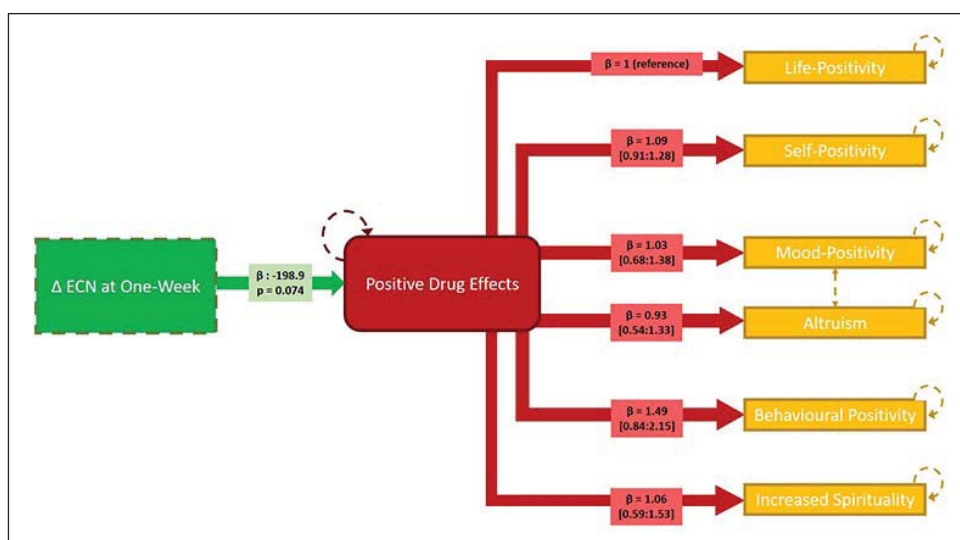 β = 1 (reference)
Life-Positivity
β = 1.09
[0.91:1.28]
Self-Positivity
β = 1.03
[0.68:1.38]
Mood-Positivity
Δ ECN at One-Week
β : -198.9
p = 0.074
Positive Drug Effects
β = 0.93
[0.54:1.33]
Altruism
β = 1.49
[0.84:2.15]
Behavioural Positivity
β = 1.06
[0.59:1.53]
Increased Spirituality